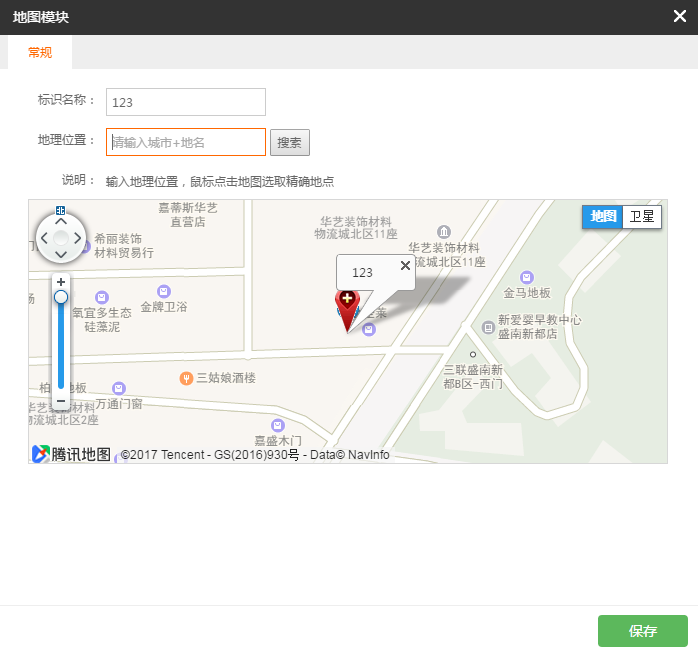 地图模块
常规
标识名称：
123
地理位置：
请输入城市+地名
搜索
说明：
输入地理位置，鼠标点击地图选取精确地点
嘉蒂斯华艺
直营店
希丽装饰
材料贸易行
华艺装饰材料
物流城北区11座
华艺装饰材料
流城北区11座
地图
卫星
123
金马地板
氧宜多生态
硅藻泥
金牌卫浴
莱
新爱婴早教中心
盛南新都店
三联盛南新
都B区-西门
三姑娘酒楼
柏
地板
万通门窗
艺装饰材料
流城北区2座
嘉盛木门
腾讯地图
©2017 Tencent - GS(2016)930号 - Data© NavInfo
保存